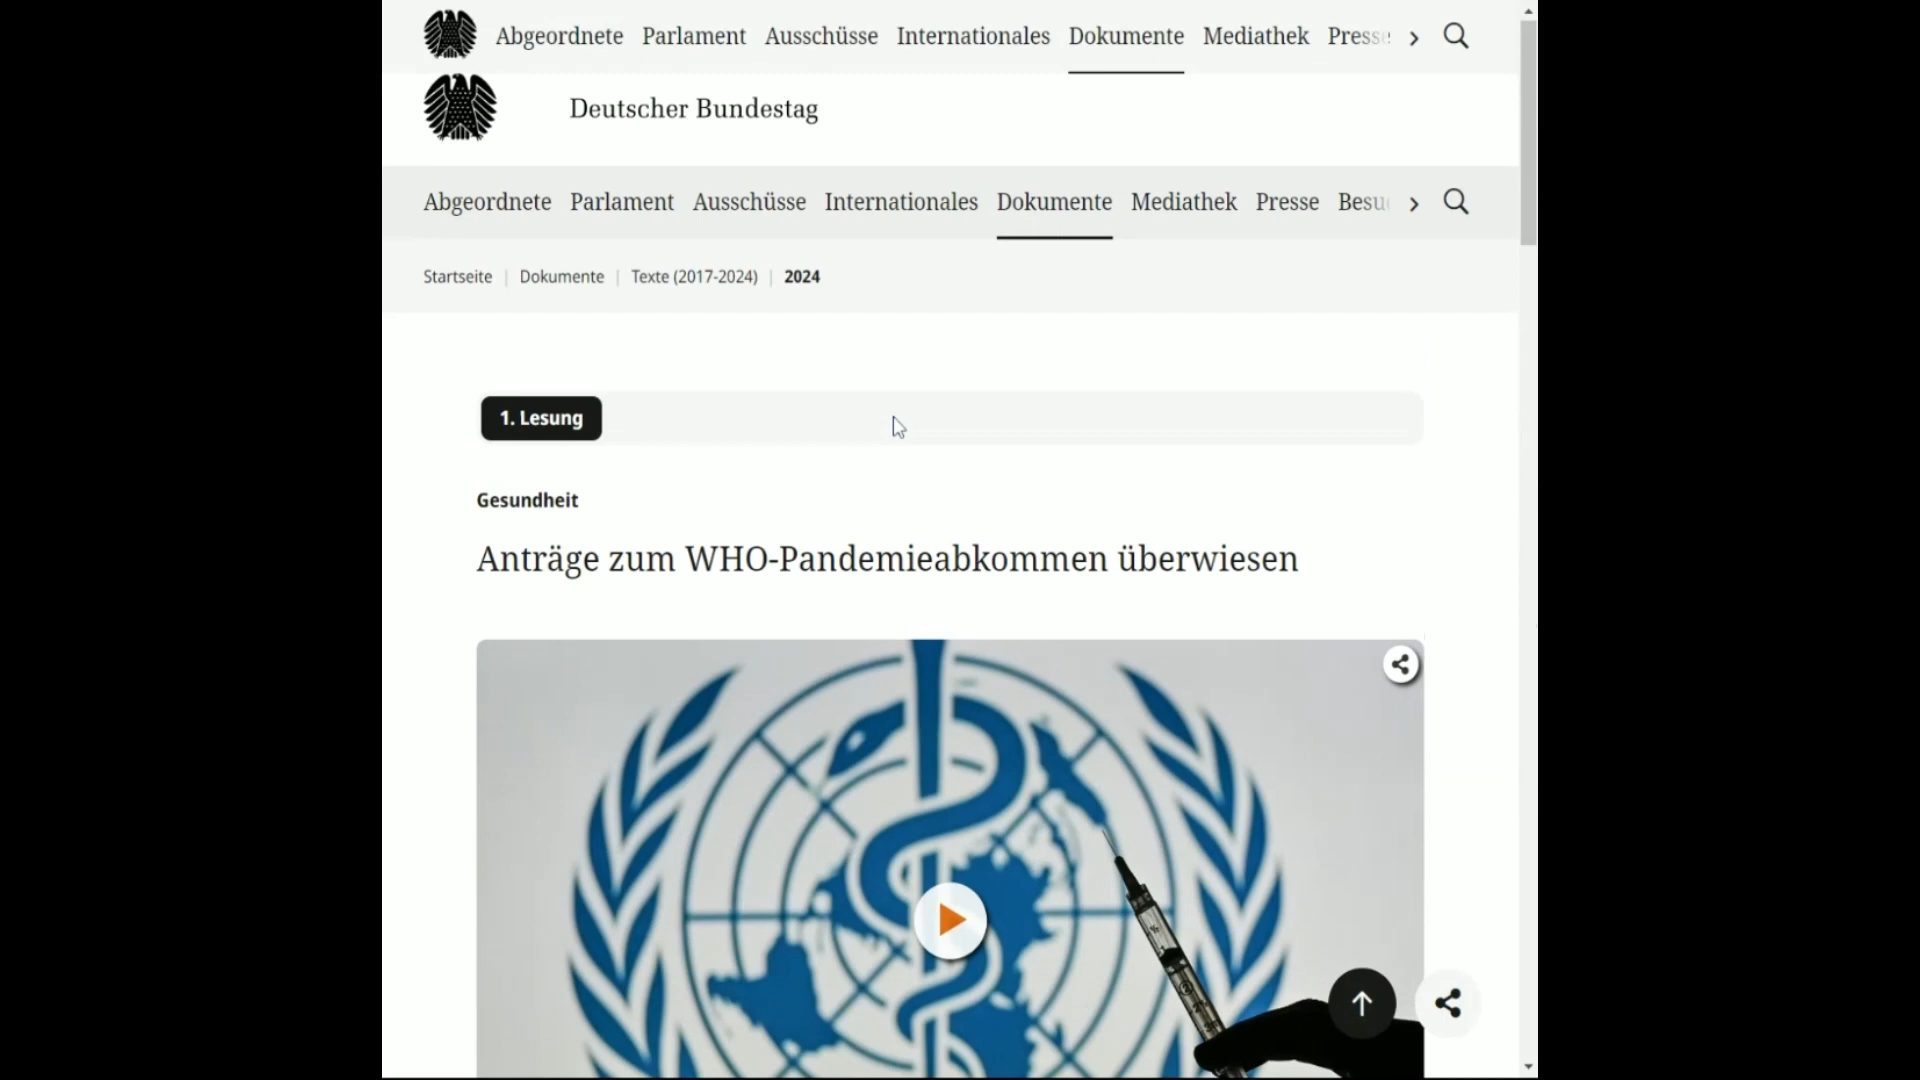 Abgeordnete Parlament Ausschüsse Internationales Dokumente Mediathek Presse
Deutscher Bundestag
Abgeordnete Parlament Ausschüsse Internationales Dokumente Mediathek Presse
Startseite | Dokumente | Texte (2017-2024) | 2024
1. Lesung
Gesundheit
Anträge zum WHO-Pandemieabkommen überwiesen